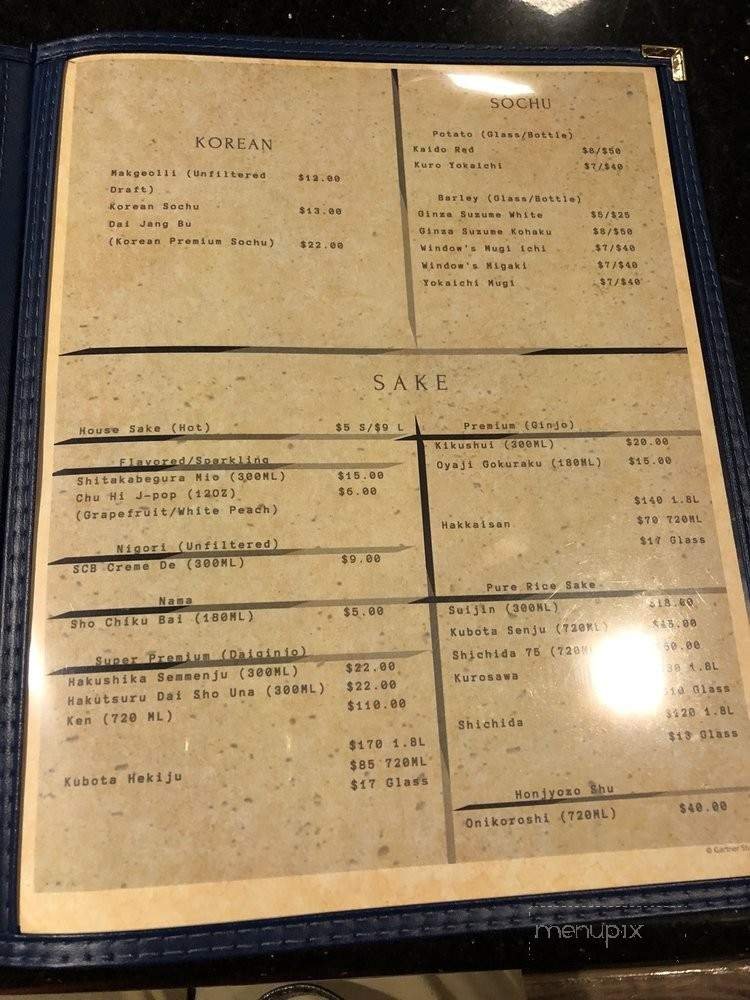 KOREAN
Makgeolli (Unfiltered $12.00
Draft)
Korean Sochu $13.00
Dai Jang Bu
(Korean Premium Sochu) $22.00
SOCHU
Potato (Glass/Bottle)
Kaido Red $8/$50
Kuro Yokaichi $7/$40
Barley (Glass/Bottle)
Ginza Suzume White $5/$25
Ginza Suzume Kohaku $8/$50
Window's Mugi ichi $7/$40
Window's Migaki $7/$40
Yokaichi Mugi $7/$40
SAKE
House Sake (Hot) $5 S/$9 L
Flavored/Sparkling
Shitakabegura Mio (300ML) $15.00
Chu Hi J-pop (12OZ) $6.00
(Grapefruit/White Peach)
Nigori (Unfiltered)
SCB Creme De (300ML) $9.00
Nama
Sho Chiku Bai (180ML) $5.00
Super Premium (Daiginjo)
Hakushika Semmenju (300ML) $22.00
Hakutsuru Dai Sho Una (300ML) $22.00
Ken (720 ML) $110.00
$170 1.8L
$85 720ML
Kubota Hekiju $17 Glass
Premium (Ginjo)
Kikushui (300ML) $20.00
Oyaji Gokuraku (180ML) $15.00
$140 1.8L
Hakkaisan $70 720ML
$17 Glass
Pure Rice Sake
Suijin (300ML) $18.00
Kubota Senju (720ML)
Shichida 75
Kurosawa 1.8L
Glass
Shichida $120 1.8L
$13 Glass
Honjyozo Shu
Onikoroshi (720ML) $40.00
© Gartner
menupix